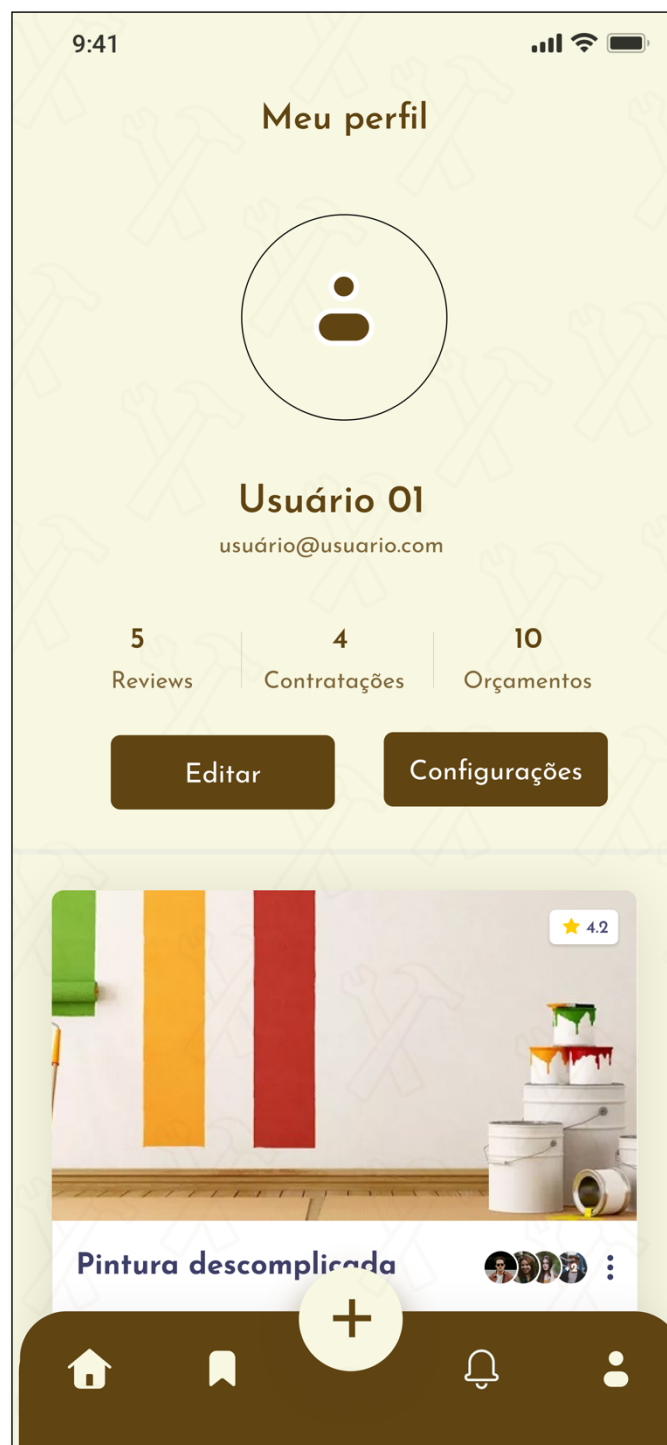 9:41
Meu perfil
Usuário 01
usuário@usuario.com
5 4 10
Reviews Contratações Orçamentos
Editar Configurações
4.2
Pintura descomplicada
+